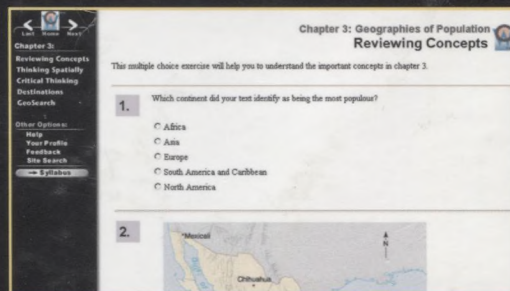 Last Home Next
Chapter 3:
Reviewing Concepts
Thinking Spatially
Critical Thinking
Destinations
GeoSearch
Other Options:
Help
Your Profile
Feedback
Site Search
Syllabus
Chapter 3: Geographies of Population
Reviewing Concepts
This multiple choice exercise will help you to understand the important concepts in chapter 3.
1. Which continent did your text identify as being the most populous?
Africa
Asia
Europe
South America and Caribbean
North America
2.
Mexicali
N
Chihuahua